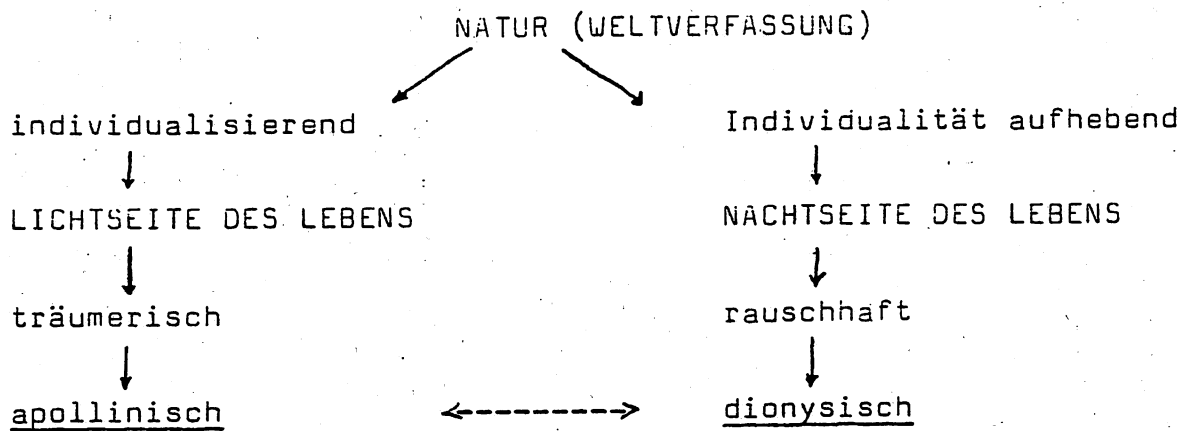 NATUR (WELTVERFASSUNG)
individualisierend
Individualität aufhebend
LICHTSEITE DES LEBENS
NACHTSEITE DES LEBENS
träumerisch
rauschhaft
apollinisch
dionysisch